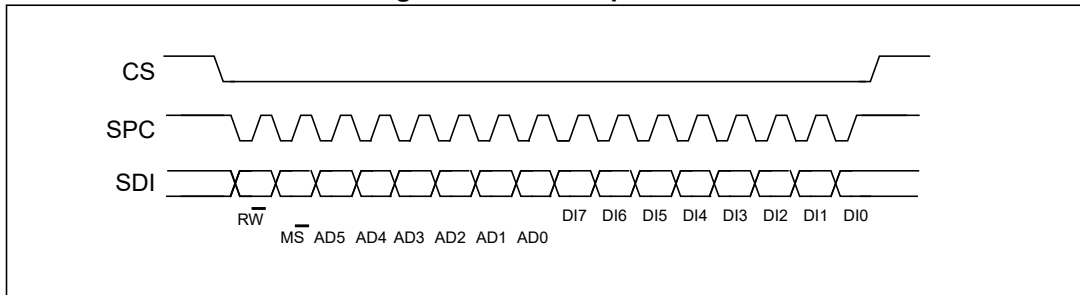 CS
SPC
SDI
RW̅ DI7 DI6 DI5 DI4 DI3 DI2 DI1 DI0
MS̅ AD5 AD4 AD3 AD2 AD1 AD0